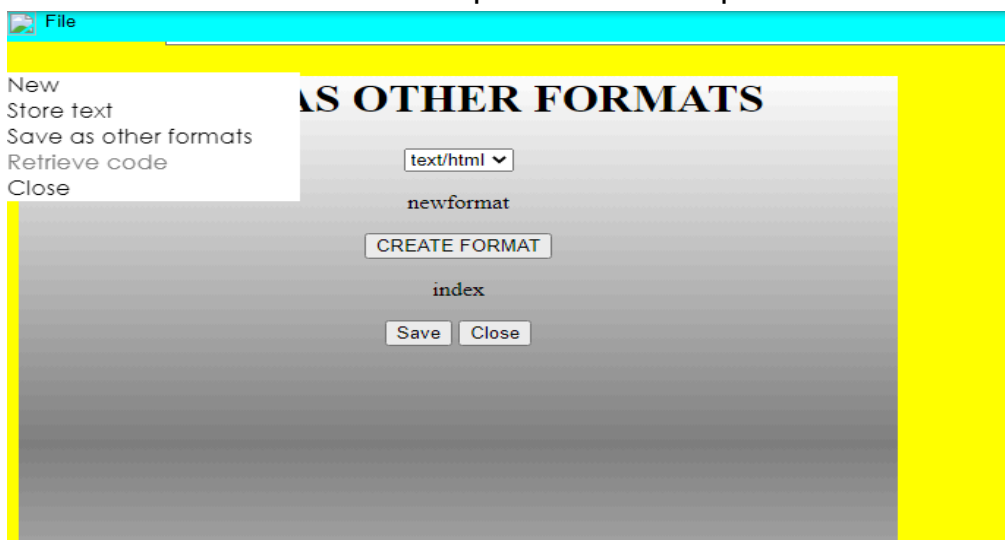 File
New
Store text
Save as other formats
Retrieve code
Close
AS OTHER FORMATS
text/html
newformat
CREATE FORMAT
index
Save Close